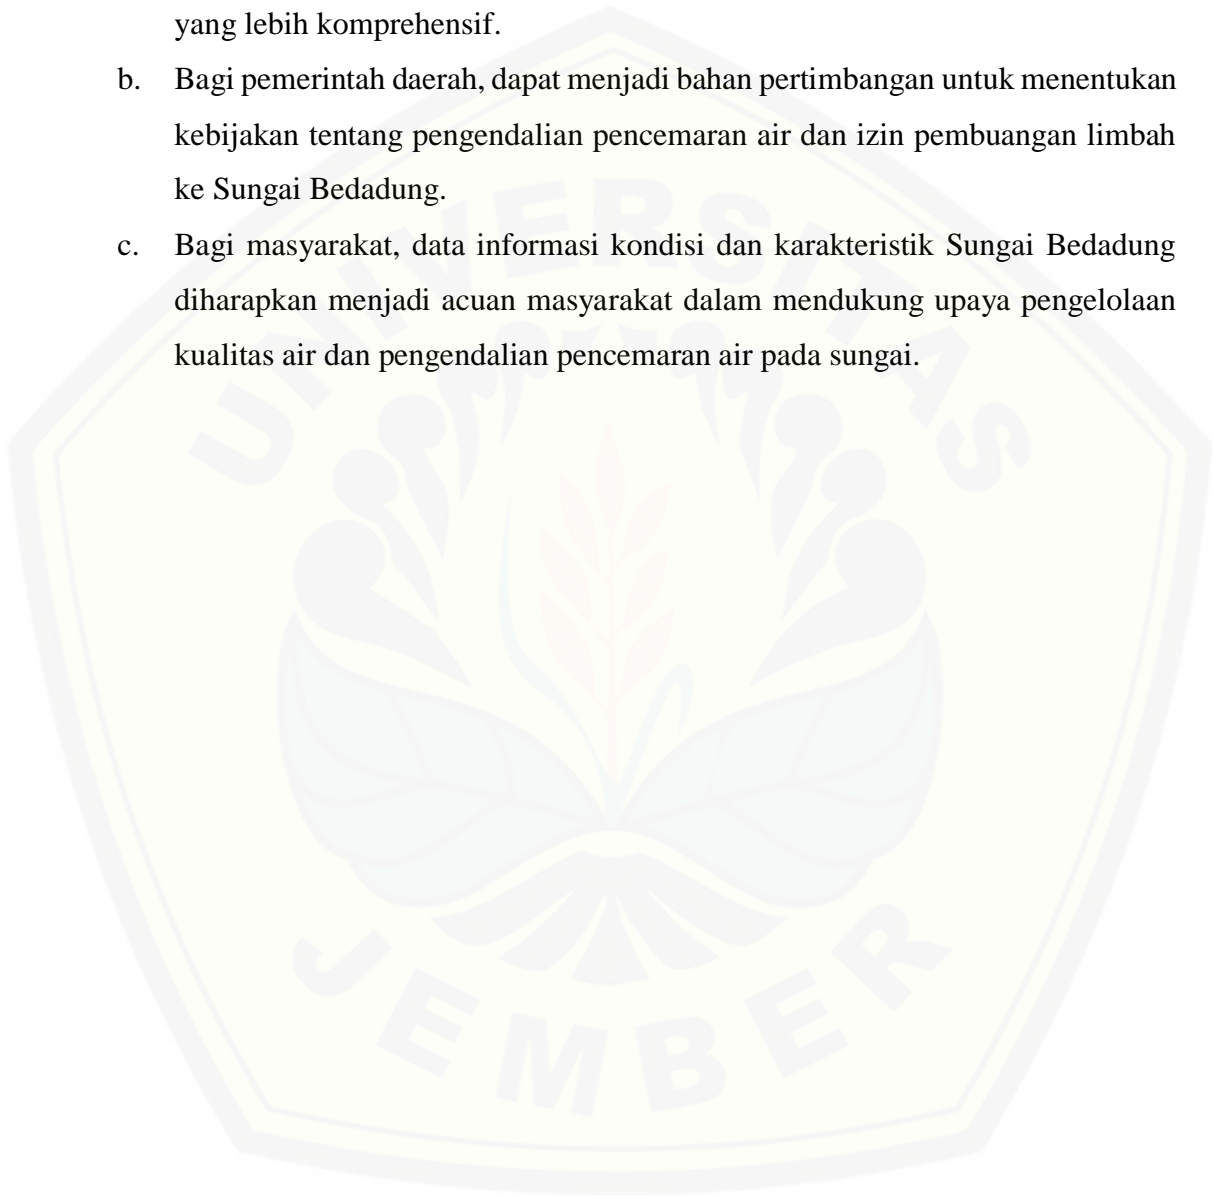 yang lebih komprehensif.
b. Bagi pemerintah daerah, dapat menjadi bahan pertimbangan untuk menentukan
kebijakan tentang pengendalian pencemaran air dan izin pembuangan limbah
ke Sungai Bedadung.
c. Bagi masyarakat, data informasi kondisi dan karakteristik Sungai Bedadung
diharapkan menjadi acuan masyarakat dalam mendukung upaya pengelolaan
kualitas air dan pengendalian pencemaran air pada sungai.
UNIVERSITAS
JEMBER